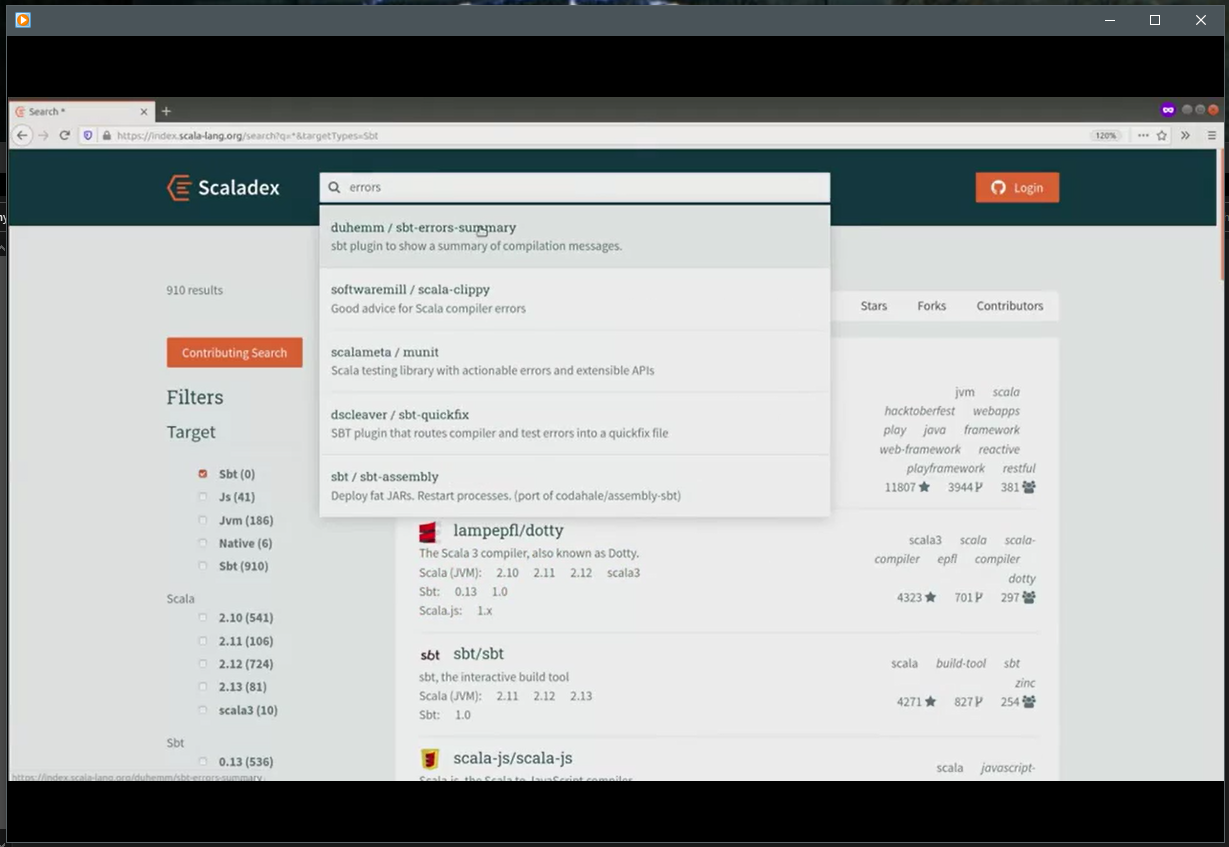 Search *
https://index.scala-lang.org/search?q=*&targetTypes=Sbt
120%
Scaladex
errors
Login
duhemm / sbt-errors-summary
sbt plugin to show a summary of compilation messages.
softwaremill / scala-clippy
Good advice for Scala compiler errors
scalameta / munit
Scala testing library with actionable errors and extensible APIs
dscleaver / sbt-quickfix
SBT plugin that routes compiler and test errors into a quickfix file
sbt / sbt-assembly
Deploy fat JARs. Restart processes. (port of codahale/assembly-sbt)
910 results
Stars Forks Contributors
Contributing Search
Filters
Target
Sbt (0)
Js (41)
Jvm (186)
Native (6)
Sbt (910)
Scala
2.10 (541)
2.11 (106)
2.12 (724)
2.13 (81)
scala3 (10)
Sbt
0.13 (536)
jvm scala
hacktoberfest webapps
play java framework
web-framework reactive
playframework restful
11807 3944 381
lampepfl/dotty
The Scala 3 compiler, also known as Dotty.
Scala (JVM): 2.10 2.11 2.12 scala3
Sbt: 0.13 1.0
Scala.js: 1.x
scala3 scala scala-
compiler epfl compiler
dotty
4323 701 297
sbt sbt/sbt
sbt, the interactive build tool
Scala (JVM): 2.11 2.12 2.13
Sbt: 1.0
scala build-tool sbt
zinc
4271 827 254
scala-js/scala-js
Scala.js, the Scala to JavaScript compiler
scala javascript-
https://index.scala-lang.org/duhemm/sbt-errors-summary